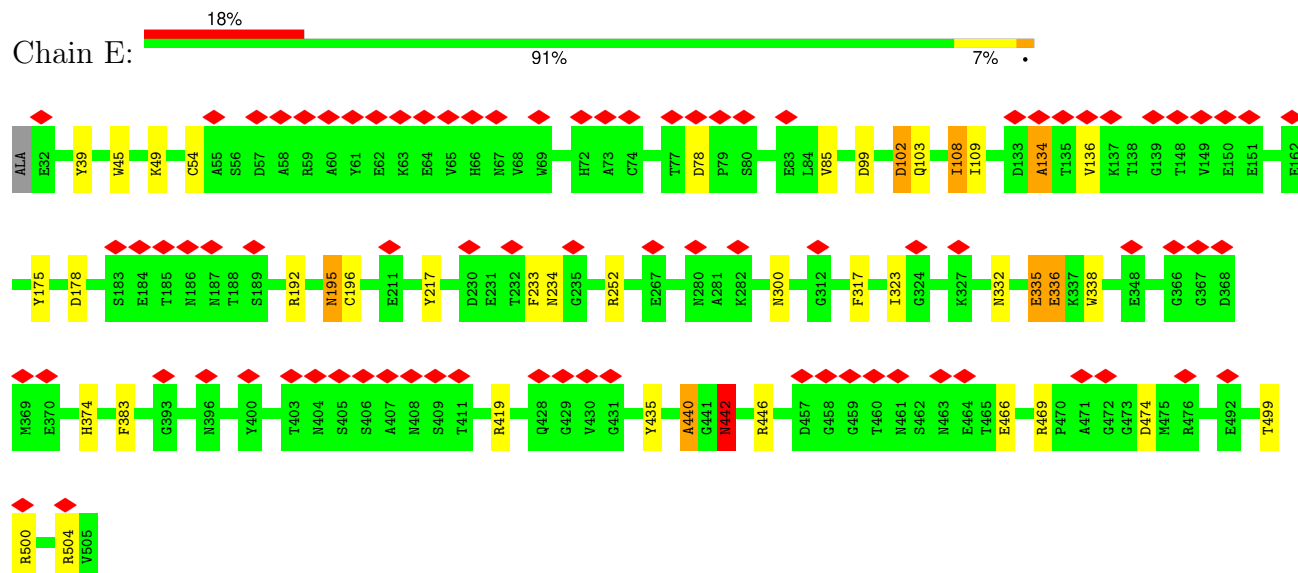 18%
Chain E:
91% 7% •
ALA E32 Y39 W45 K49 C54 A55 S56 D57 A58 R59 A60 Y61 E62 K63 E64 V65 H66 N67 V68 W69 H72 A73 C74 T77 D78 P79 S80 E83 L84 V85 D99 D102 Q103 I108 I109 D133 A134 T135 V136 K137 T138 G139 T148 V149 E150 E151 E162
Y175 D178 S183 E184 T185 N186 N187 T188 S189 R192 N195 C196 E211 Y217 D230 E231 T232 F233 N234 G235 R252 E267 N280 A281 K282 N300 G312 F317 I323 G324 K327 N332 E335 E336 K337 W338 E348 G366 G367 D368
M369 E370 H374 F383 G393 N396 Y400 T403 N404 S405 S406 A407 N408 S409 T411 R419 Q428 G429 V430 G431 Y435 A440 G441 N442 R446 D457 G458 G459 T460 N461 S462 N463 E464 T465 E466 R469 P470 A471 G472 G473 D474 M475 R476 E492 T499
R500 R504 V505